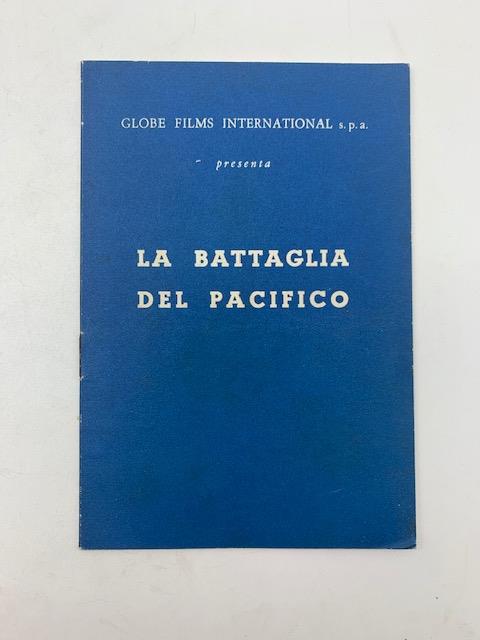 GLOBE FILMS INTERNATIONAL s.p.a.
presenta
LA BATTAGLIA
DEL PACIFICO